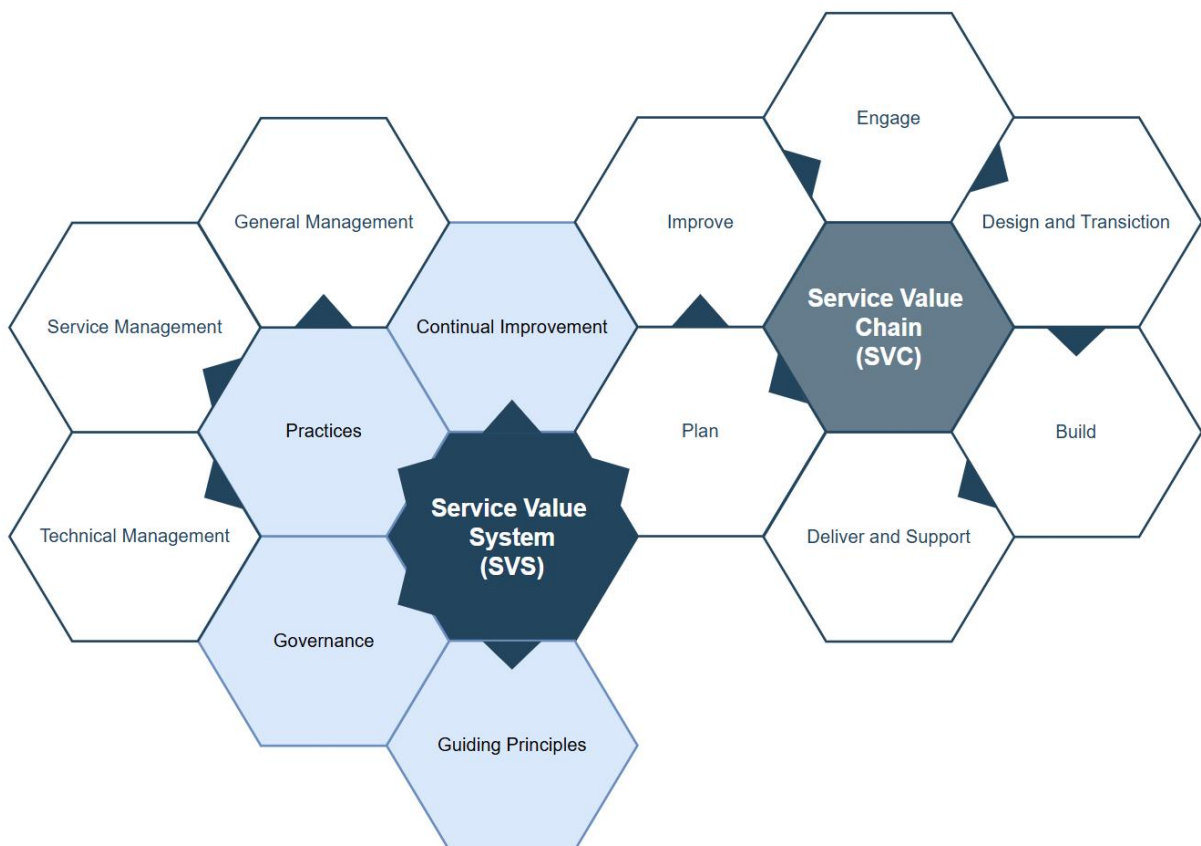 Engage
General Management
Improve
Design and Transiction
Service Management
Continual Improvement
Service Value
Chain
(SVC)
Practices
Plan
Build
Technical Management
Service Value
System
(SVS)
Deliver and Support
Governance
Guiding Principles